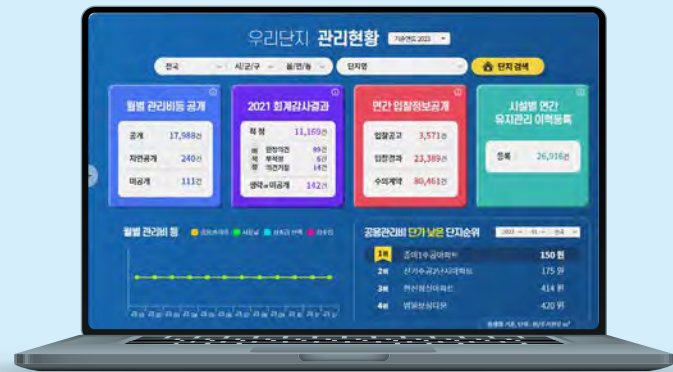 우리단지 관리현황
기준연도 2023
전국 시/군/구 읍/면/동 단지명 단지 검색
월별 관리비등 공개
공개 17,988건
지연공개 240건
미공개 111건
2021 회계감사결과
적정 11,169건
한정의견 89건
부적정 6건
의견거절 14건
생략 미공개 142건
연간 입찰정보공개
입찰공고 3,571건
입찰결과 23,389건
수의계약 80,461건
시설별 연간
유지관리 이력등록
등록 26,916건
월별 관리비 등
공용관리비 단가 낮은 단지순위
2023 01 전국
1위 150 원
2위 175 원
3위 414 원
4위 420 원